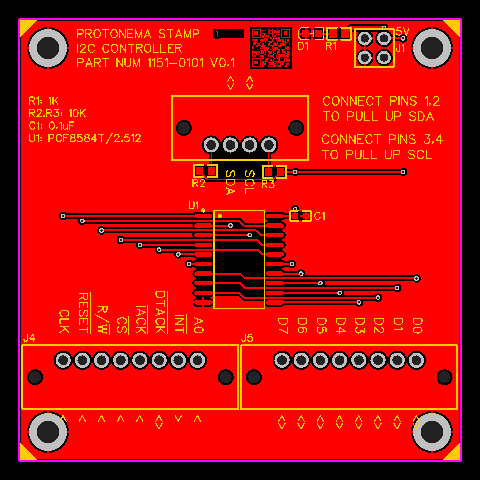 PROTONEMA STAMP
I2C CONTROLLER
PART NUM 1151-0101 V0.1
D1 R1 5V
J1
R1: 1K
R2,R3: 10K
C1: 0.1uF
U1: PCF8584T/2.512
CONNECT PINS 1,2
TO PULL UP SDA
CONNECT PINS 3,4
TO PULL UP SCL
R2 SDA SCL R3
U1 C1
CLK RESET R/W CS IACK DTACK INT A0 D7 D6 D5 D4 D3 D2 D1 D0
J4 J5